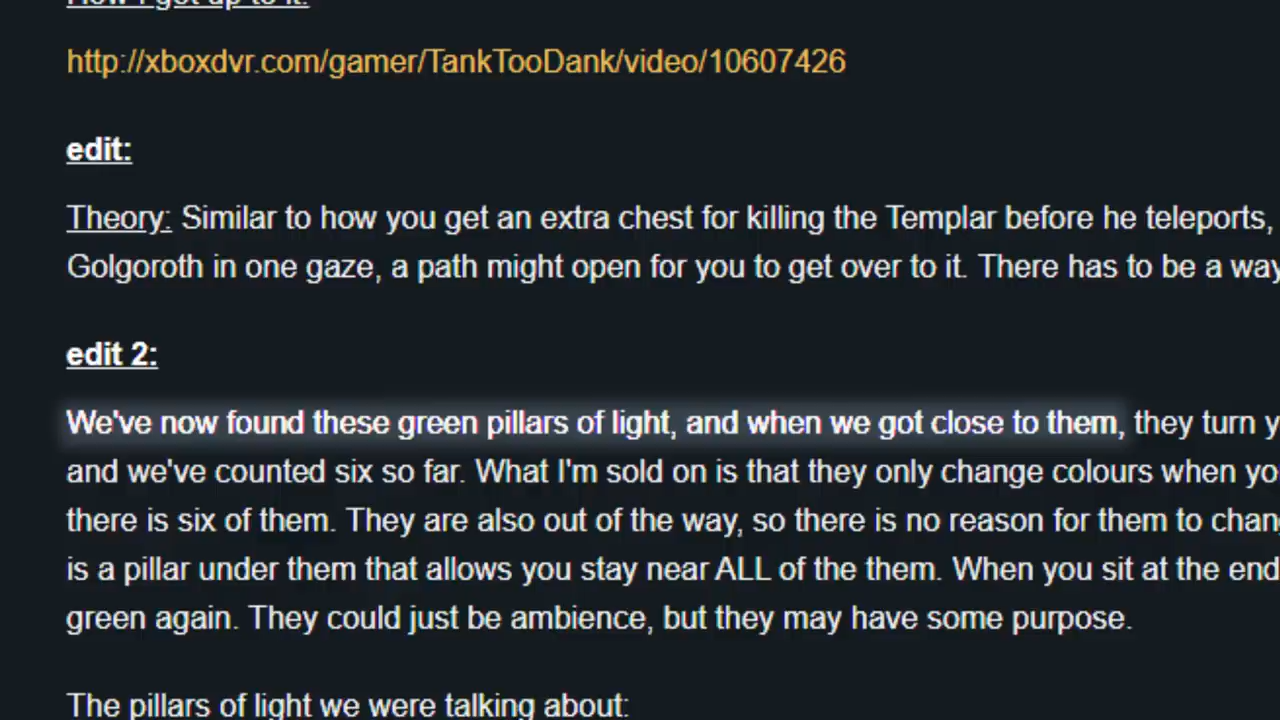 How I got up to it:
http://xboxdvr.com/gamer/TankTooDank/video/10607426
edit:
Theory: Similar to how you get an extra chest for killing the Templar before he teleports,
Golgoroth in one gaze, a path might open for you to get over to it. There has to be a way
edit 2:
We've now found these green pillars of light, and when we got close to them, they turn y
and we've counted six so far. What I'm sold on is that they only change colours when yo
there is six of them. They are also out of the way, so there is no reason for them to chan
is a pillar under them that allows you stay near ALL of the them. When you sit at the end
green again. They could just be ambience, but they may have some purpose.
The pillars of light we were talking about: